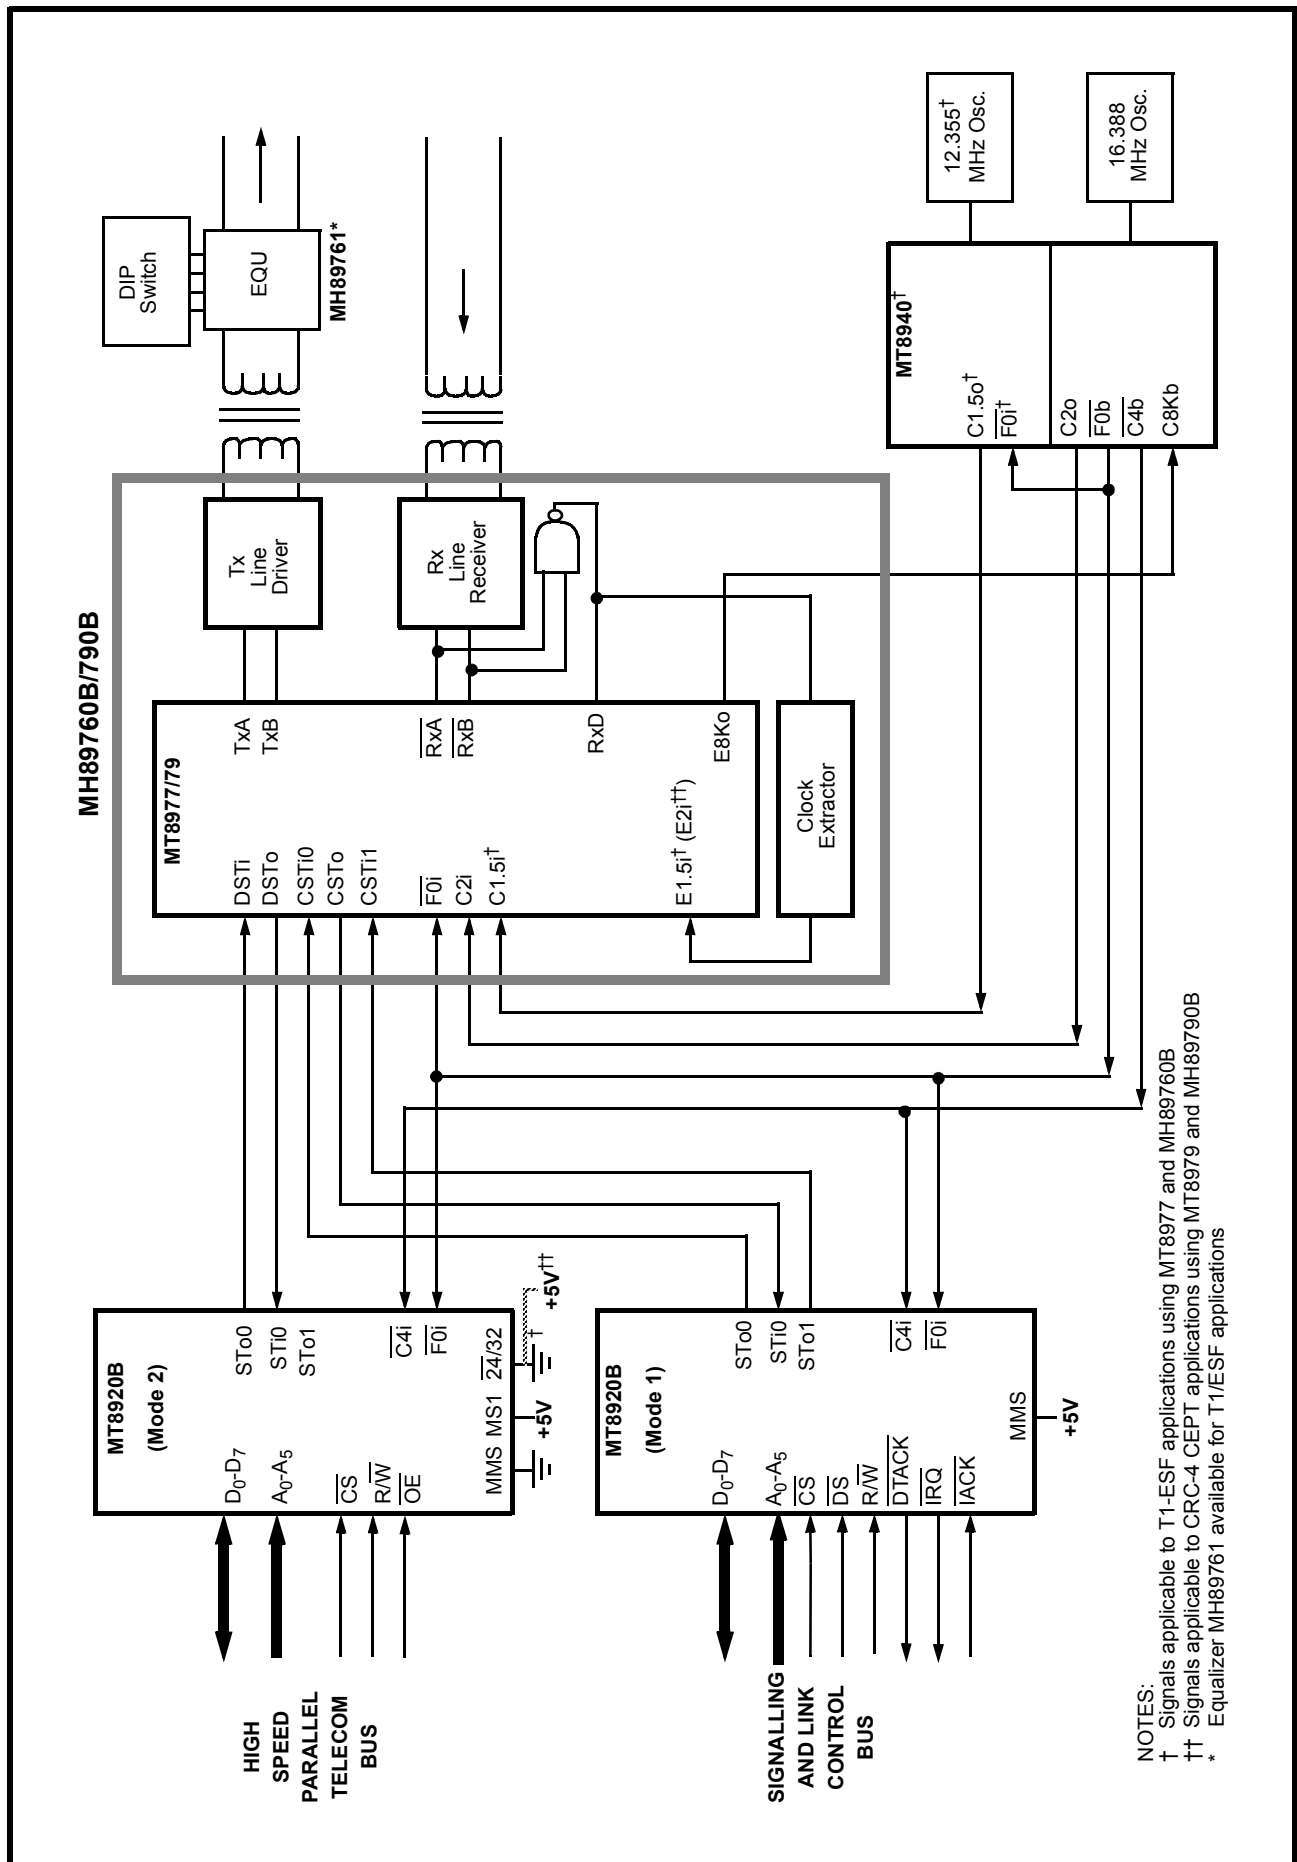 HIGH
SPEED
PARALLEL
TELECOM
BUS
MT8920B
(Mode 2)
D0-D7
A0-A5
CS
R/W
OE
STo0
STi0
STo1
C4i
F0i
MMS MS1 24/32
+5V
†
+5V††
SIGNALLING
AND LINK
CONTROL
BUS
MT8920B
(Mode 1)
D0-D7
A0-A5
CS
DS
R/W
DTACK
IRQ
IACK
STo0
STi0
STo1
C4i
F0i
MMS
+5V
MH89760B/790B
MT8977/79
DSTi
DSTo
CSTi0
CSTo
CSTi1
F0i
C2i
C1.5i†
E1.5i† (E2i††)
TxA
TxB
RxA
RxB
RxD
E8Ko
Clock
Extractor
Tx
Line
Driver
Rx
Line
Receiver
DIP
Switch
EQU
MH89761*
MT8940†
C1.5o†
F0i†
C2o
F0b
C4b
C8Kb
12.355†
MHz Osc.
16.388
MHz Osc.
NOTES:
† Signals applicable to T1-ESF applications using MT8977 and MH89760B
†† Signals applicable to CRC-4 CEPT applications using MT8979 and MH89790B
* Equalizer MH89761 available for T1/ESF applications